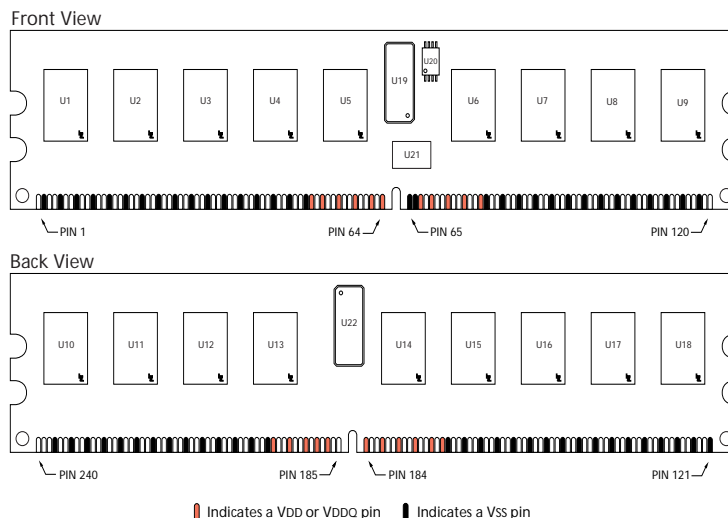 Front View
U1 U2 U3 U4 U5 U19 U20 U6 U7 U8 U9
U21
PIN 1 PIN 64 PIN 65 PIN 120
Back View
U10 U11 U12 U13 U22 U14 U15 U16 U17 U18
PIN 240 PIN 185 PIN 184 PIN 121
Indicates a VDD or VDDQ pin Indicates a VSS pin